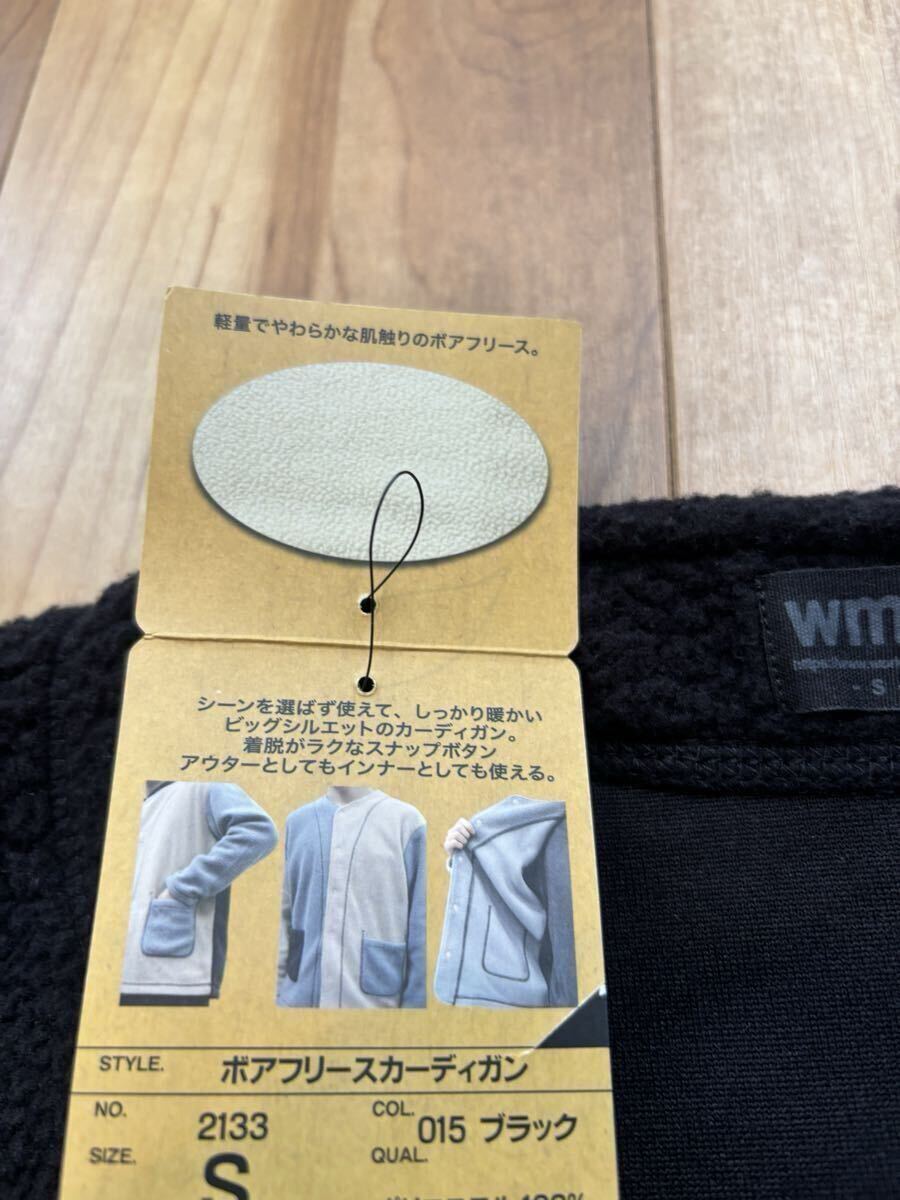 軽量でやわらかな肌触りのボアフリース。
シーンを選ばず使えて、しっかり暖かい
ビッグシルエットのカーディガン。
着脱がラクなスナップボタン
アウターとしてもインナーとしても使える。
STYLE. ボアフリースカーディガン
NO. 2133 COL. 015 ブラック
SIZE. S QUAL.
wm
- S